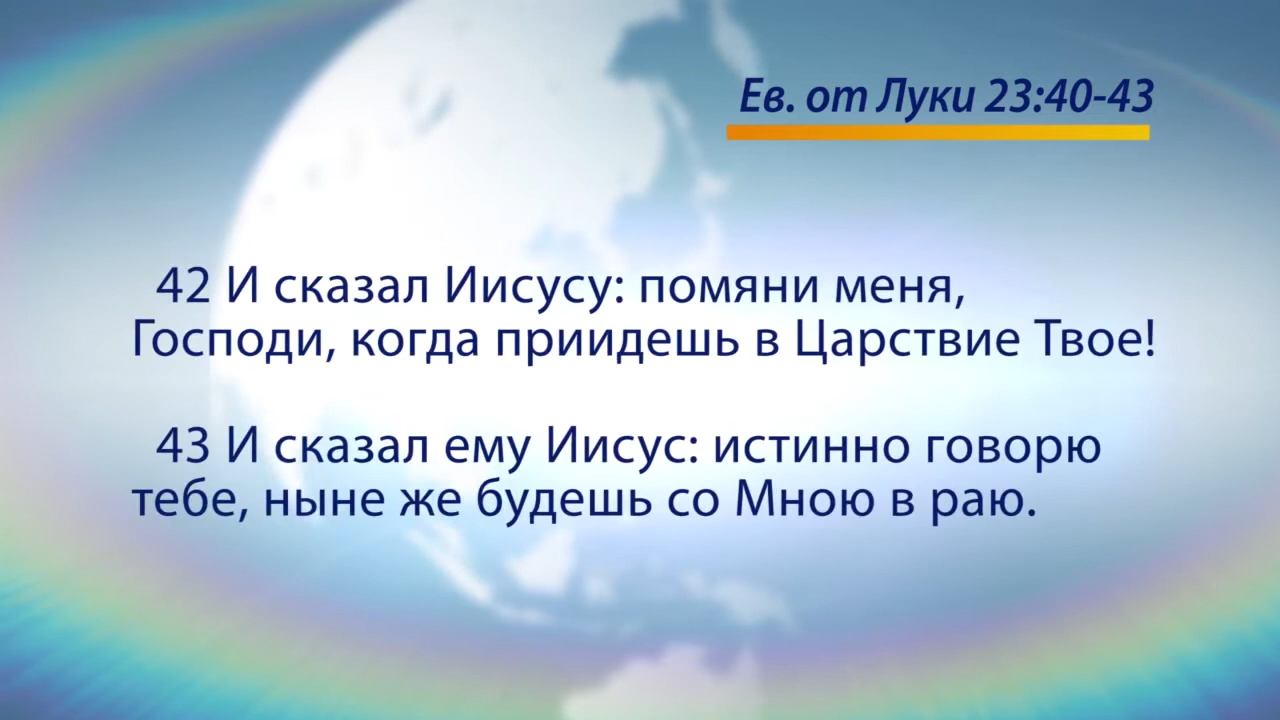 Ев. от Луки 23:40-43
42 И сказал Иисусу: помяни меня,
Господи, когда приидешь в Царствие Твое!
43 И сказал ему Иисус: истинно говорю
тебе, ныне же будешь со Мною в раю.